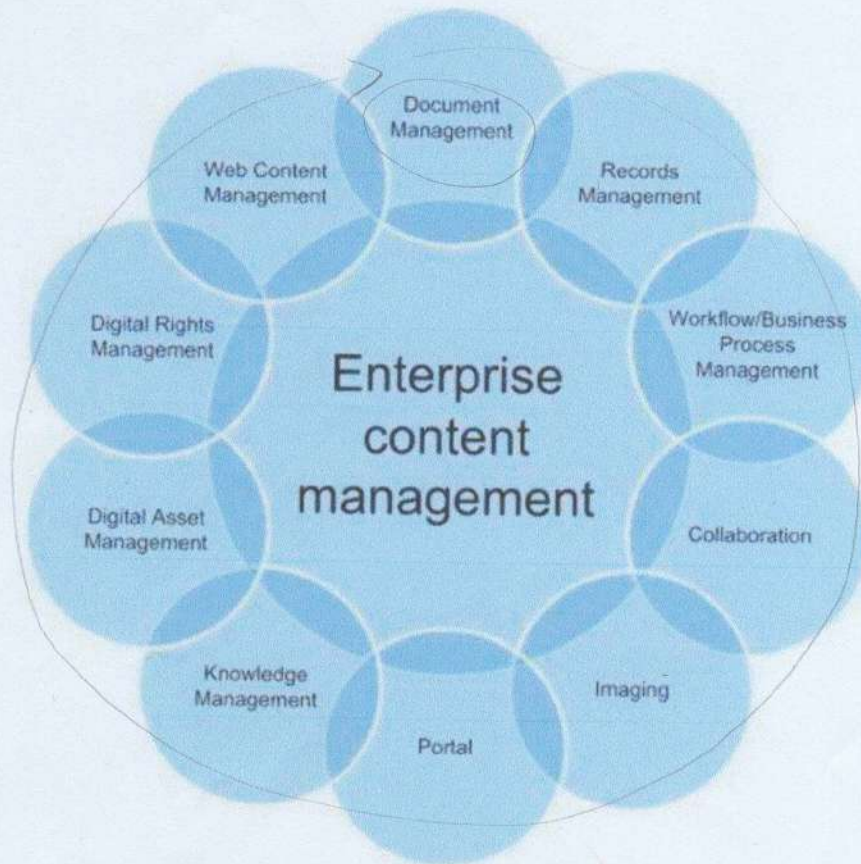 Document
Management
Records
Management
Workflow/Business
Process
Management
Collaboration
Imaging
Portal
Knowledge
Management
Digital Asset
Management
Digital Rights
Management
Web Content
Management
Enterprise
content
management